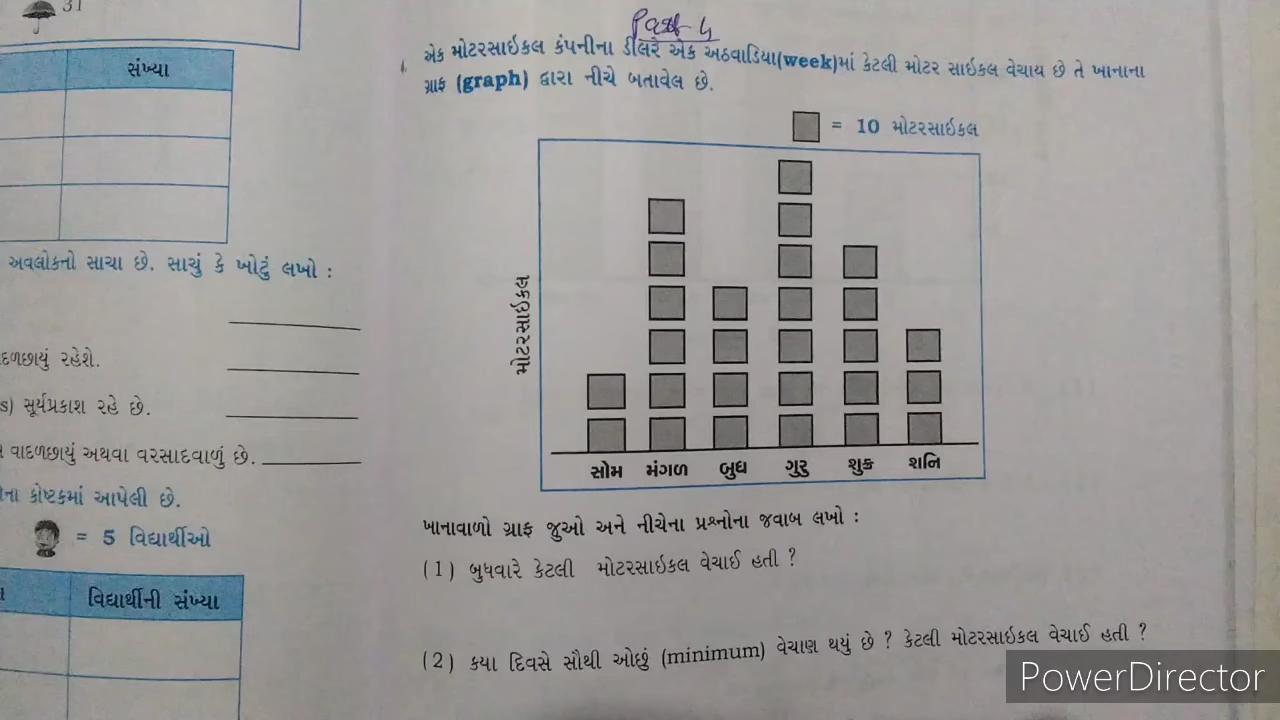 31
સંખ્યા
અવલોકનો સાચા છે. સાચું કે ખોટું લખો :
દળછાયું રહેશે.
s) સૂર્યપ્રકાશ રહે છે.
વાદળછાયું અથવા વરસાદવાળું છે.
ના કોષ્ટકમાં આપેલી છે.
= 5 વિદ્યાર્થીઓ
વિદ્યાર્થીની સંખ્યા
Part 4
એક મોટરસાઇકલ કંપનીના ડીલરે એક અઠવાડિયા(week)માં કેટલી મોટર સાઇકલ વેચાય છે તે ખાનાના
ગ્રાફ (graph) દ્વારા નીચે બતાવેલ છે.
= 10 મોટરસાઇકલ
મોટરસાઇકલ
સોમ મંગળ બુધ ગુરુ શુક્ર શનિ
ખાનાવાળો ગ્રાફ જુઓ અને નીચેના પ્રશ્નોના જવાબ લખો :
(1) બુધવારે કેટલી મોટરસાઇકલ વેચાઈ હતી ?
(2) કયા દિવસે સૌથી ઓછું (minimum) વેચાણ થયું છે ? કેટલી મોટરસાઇકલ વેચાઈ હતી ?
PowerDirector